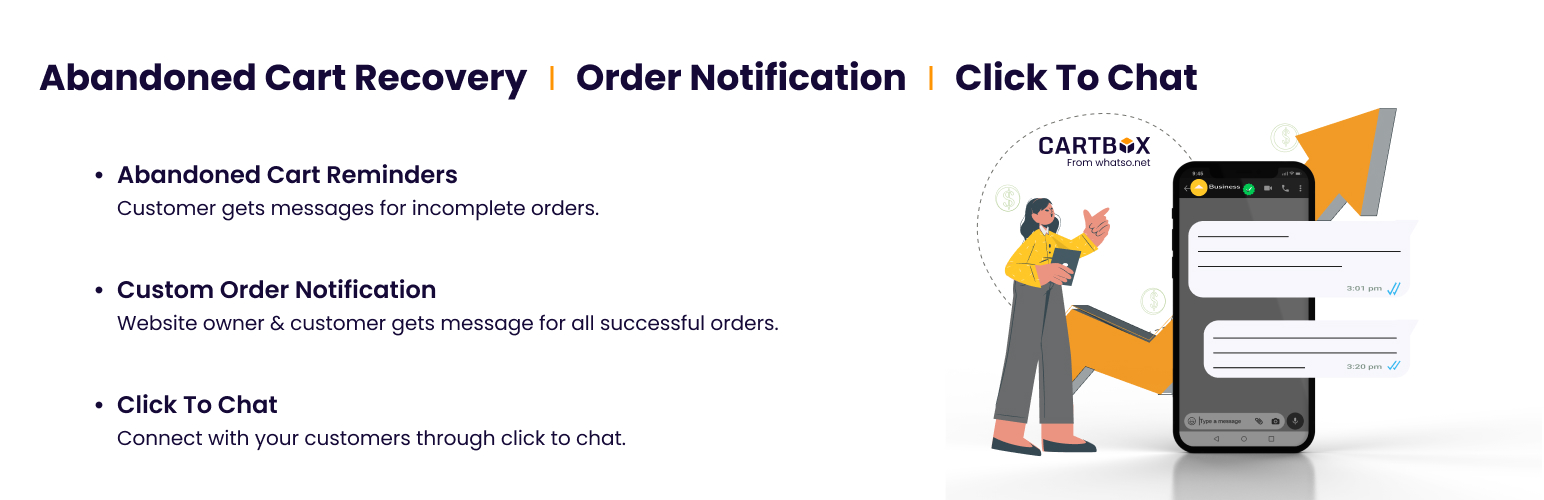 Abandoned Cart Recovery | Order Notification | Click To Chat
• Abandoned Cart Reminders
Customer gets messages for incomplete orders.
• Custom Order Notification
Website owner & customer gets message for all successful orders.
• Click To Chat
Connect with your customers through click to chat.
CARTBOX
From whatso.net
9:46
Business
3:01 pm
3:20 pm
Type a message